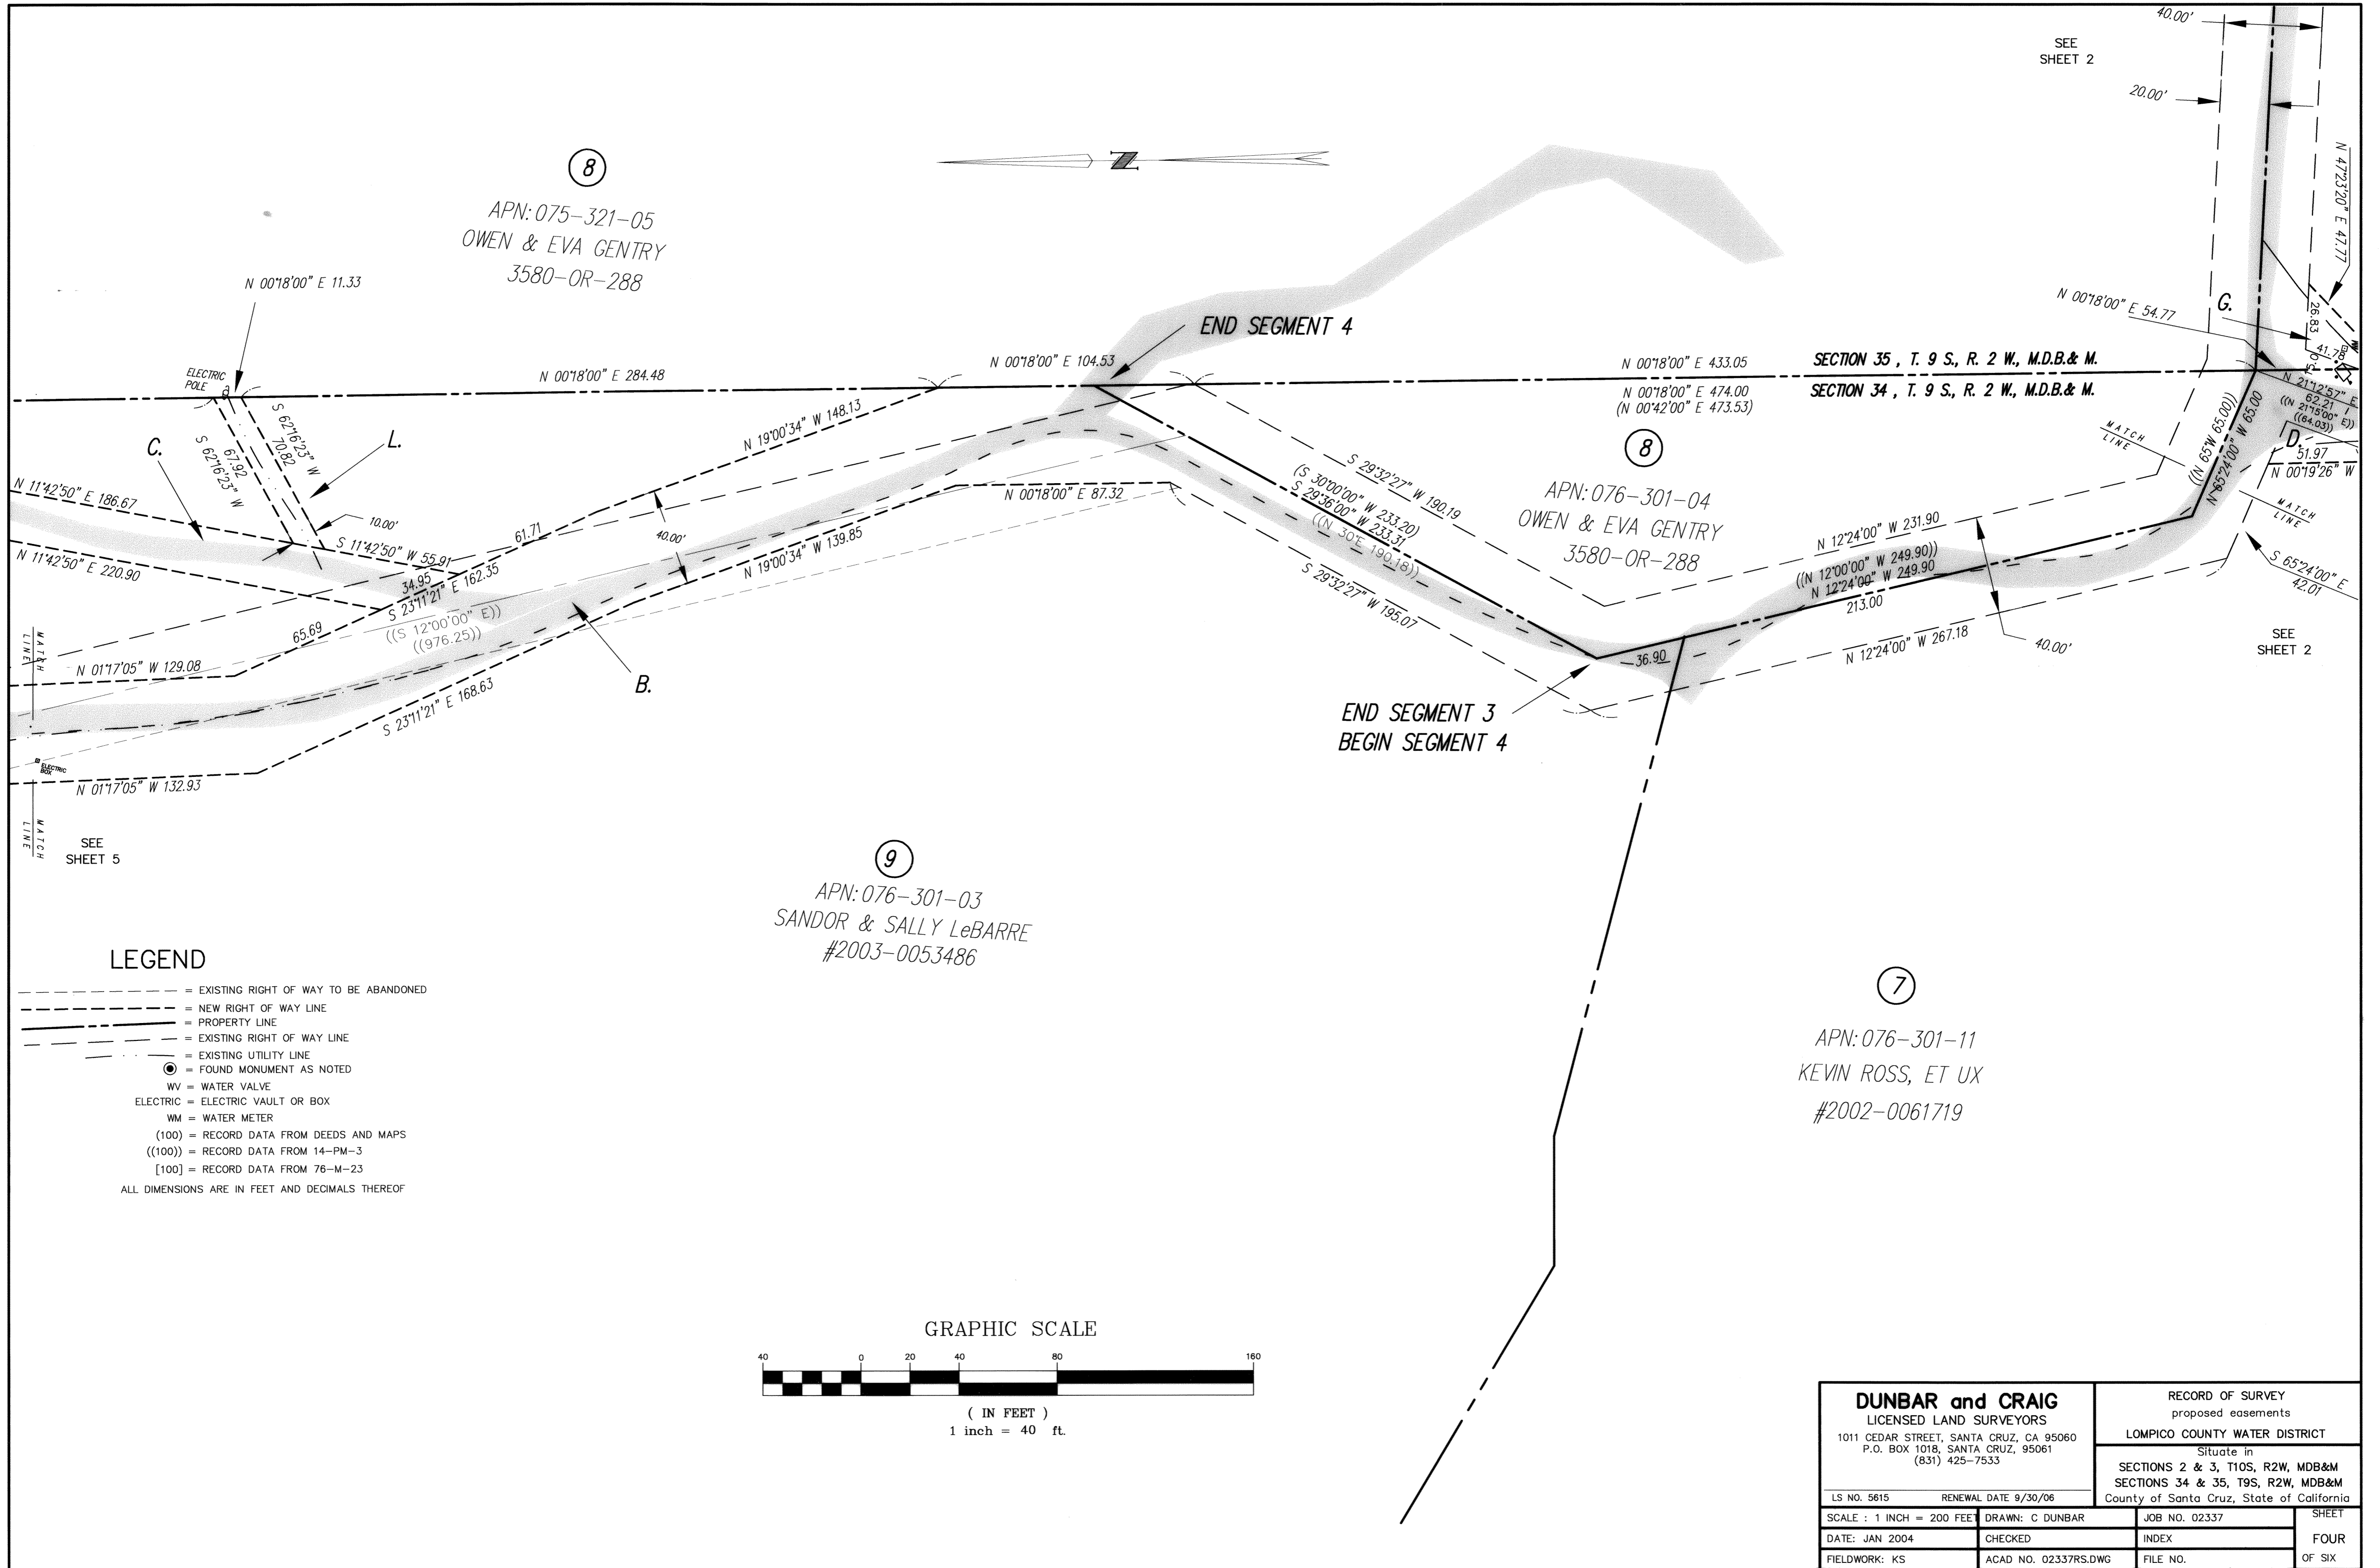 40.00'
SEE
SHEET 2
20.00'
N 47°23'20" E 47.77
8
APN: 075-321-05
OWEN & EVA GENTRY
3580-OR-288
N
N 00°18'00" E 11.33
N 00°18'00" E 54.77
G.
26.83
41.78
END SEGMENT 4
ELECTRIC
POLE
N 00°18'00" E 284.48
N 00°18'00" E 104.53
N 00°18'00" E 433.05
SECTION 35 , T. 9 S., R. 2 W., M.D.B.& M.
N 00°18'00" E 474.00
(N 00°42'00" E 473.53)
SECTION 34 , T. 9 S., R. 2 W., M.D.B.& M.
N 21°12'57" E
62.21
((N 21°15'00" E))
((64.03))
D.
51.97
N 00°19'26" W
((N 65°W 65.00))
N 65°24'00" W 65.00
MATCH
LINE
MATCH
LINE
S 65°24'00" E
42.01
SEE
SHEET 2
C.
S 62°16'23" W
70.82
L.
67.92
S 62°16'23" W
10.00'
N 11°42'50" E 186.67
N 11°42'50" E 220.90
S 11°42'50" W 55.91
N 19°00'34" W 148.13
61.71
40.00'
34.95
S 23°11'21" E 162.35
((S 12°00'00" E))
((976.25))
65.69
N 19°00'34" W 139.85
N 00°18'00" E 87.32
S 29°32'27" W 190.19
(S 30°00'00" W 233.20)
S 29°36'00" W 233.31
((N 30°E 190.18))
S 29°32'27" W 195.07
8
APN: 076-301-04
OWEN & EVA GENTRY
3580-OR-288
N 12°24'00" W 231.90
((N 12°00'00" W 249.90))
N 12°24'00" W 249.90
213.00
N 12°24'00" W 267.18
40.00'
36.90
END SEGMENT 3
BEGIN SEGMENT 4
MATCH
LINE
N 01°17'05" W 129.08
B.
S 23°11'21" E 168.63
ELECTRIC
BOX
N 01°17'05" W 132.93
MATCH
LINE
SEE
SHEET 5
9
APN: 076-301-03
SANDOR & SALLY LeBARRE
#2003-0053486
7
APN: 076-301-11
KEVIN ROSS, ET UX
#2002-0061719
LEGEND
= EXISTING RIGHT OF WAY TO BE ABANDONED
= NEW RIGHT OF WAY LINE
= PROPERTY LINE
= EXISTING RIGHT OF WAY LINE
= EXISTING UTILITY LINE
= FOUND MONUMENT AS NOTED
WV = WATER VALVE
ELECTRIC = ELECTRIC VAULT OR BOX
WM = WATER METER
(100) = RECORD DATA FROM DEEDS AND MAPS
((100)) = RECORD DATA FROM 14-PM-3
[100] = RECORD DATA FROM 76-M-23
ALL DIMENSIONS ARE IN FEET AND DECIMALS THEREOF
GRAPHIC SCALE
40 0 20 40 80 160
( IN FEET )
1 inch = 40 ft.
DUNBAR and CRAIG
LICENSED LAND SURVEYORS
1011 CEDAR STREET, SANTA CRUZ, CA 95060
P.O. BOX 1018, SANTA CRUZ, 95061
(831) 425-7533
LS NO. 5615 RENEWAL DATE 9/30/06
RECORD OF SURVEY
proposed easements
LOMPICO COUNTY WATER DISTRICT
Situate in
SECTIONS 2 & 3, T10S, R2W, MDB&M
SECTIONS 34 & 35, T9S, R2W, MDB&M
County of Santa Cruz, State of California
SCALE : 1 INCH = 200 FEET DRAWN: C DUNBAR JOB NO. 02337 SHEET
DATE: JAN 2004 CHECKED INDEX FOUR
FIELDWORK: KS ACAD NO. 02337RS.DWG FILE NO. OF SIX